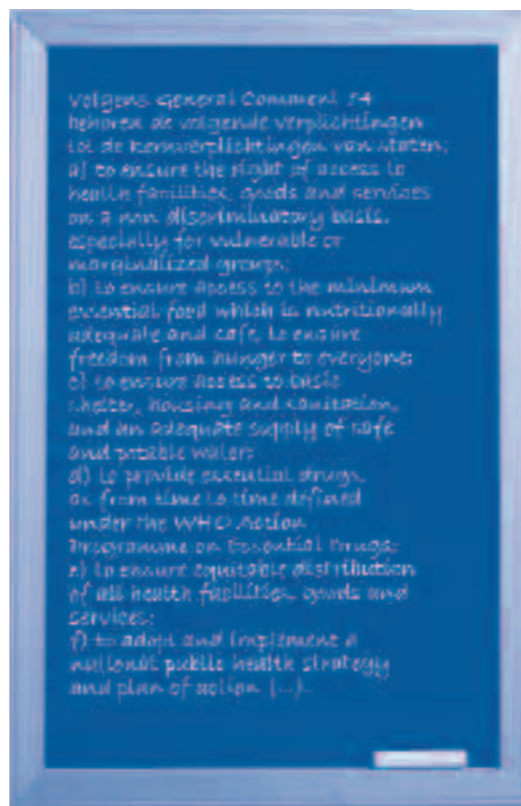 Volgens General Comment 14
behoren de volgende verplichtingen
tot de kernverplichtingen van staten:
a) to ensure the right of access to
health facilities, goods and services
on a non discriminatory basis,
especially for vulnerable or
marginalized groups;
b) to ensure access to the minimum
essential food which is nutritionally
adequate and safe, to ensure
freedom from hunger to everyone;
c) to ensure access to basic
shelter, housing and sanitation,
and an adequate supply of safe
and potable water;
d) to provide essential drugs,
as from time to time defined
under the WHO Action
Programme on Essential Drugs;
e) to ensure equitable distribution
of all health facilities, goods and
services;
f) to adopt and implement a
national public health strategy
and plan of action (...).